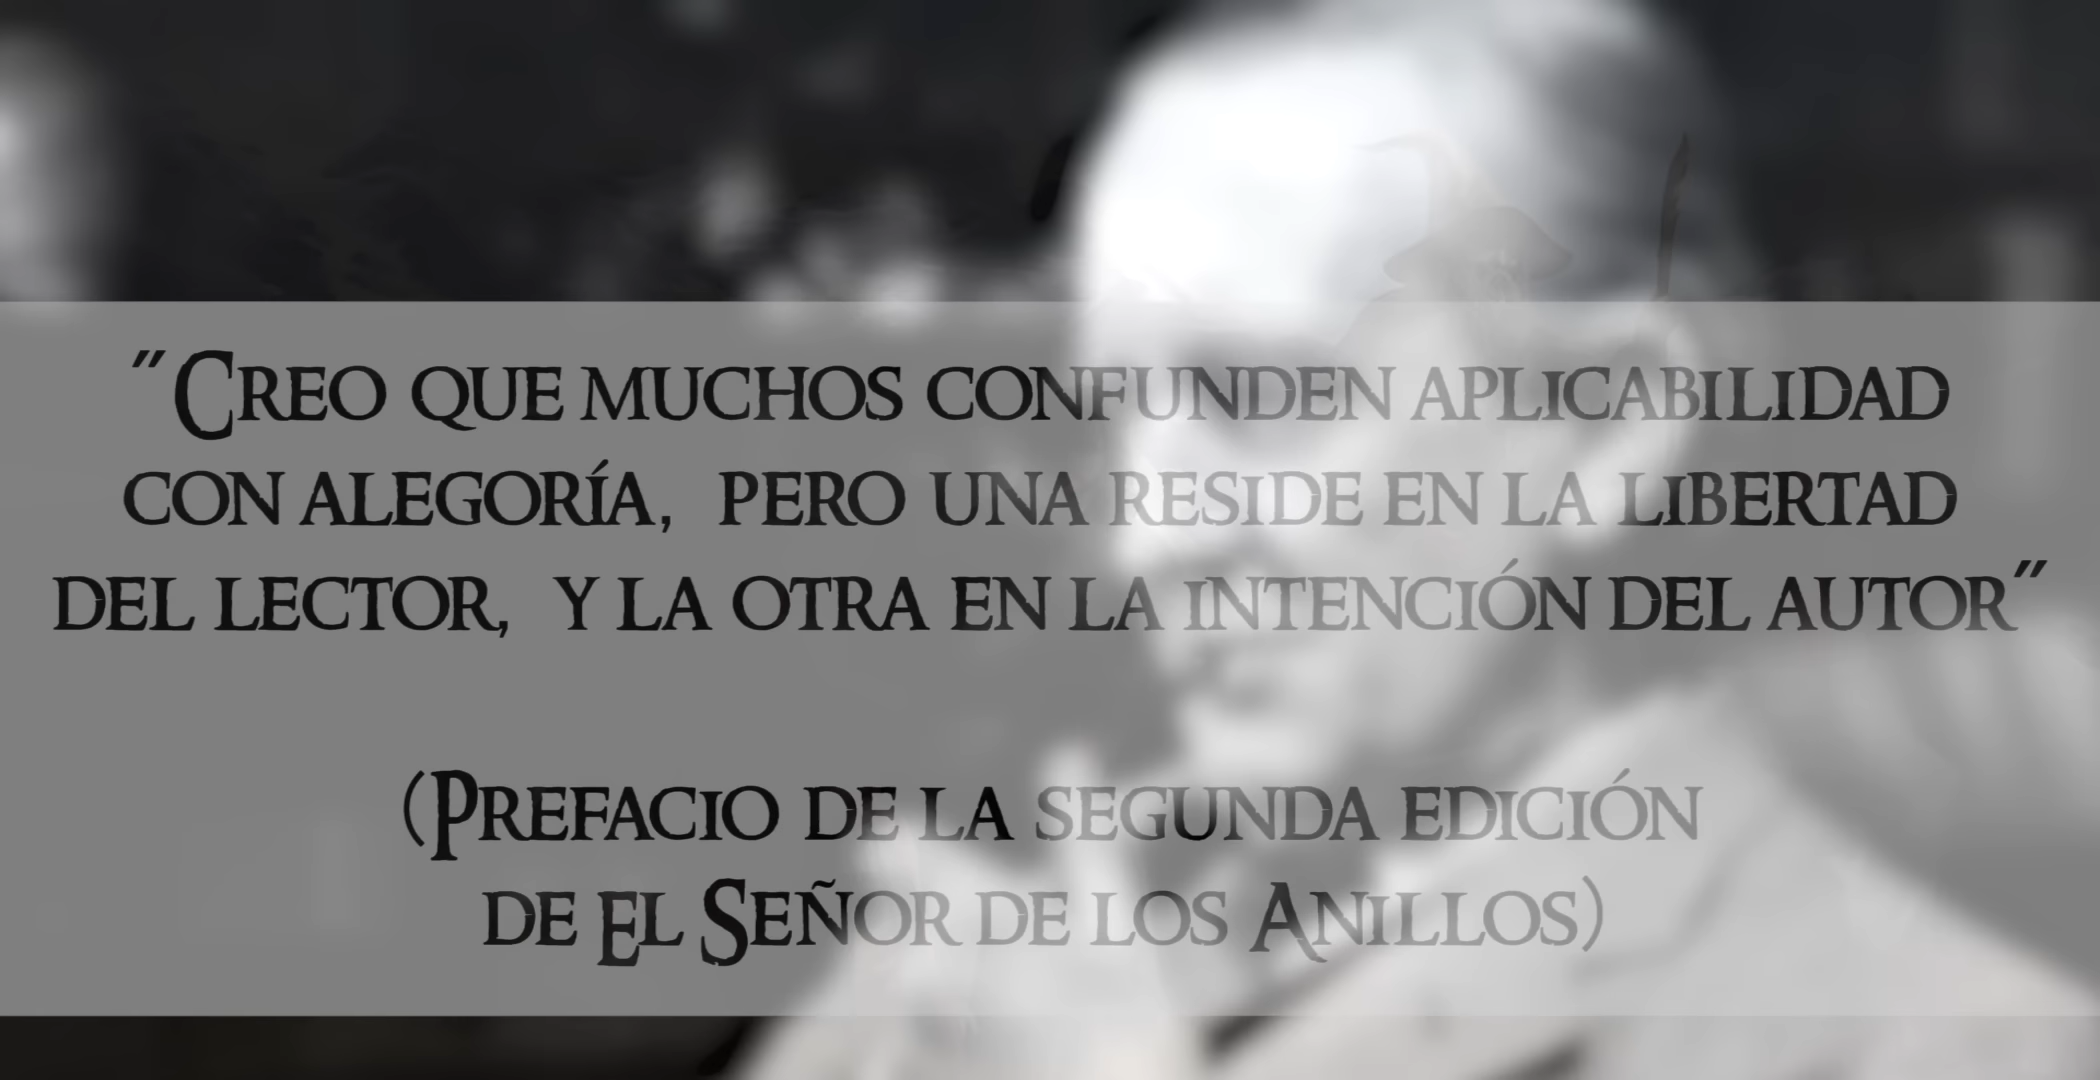 "Creo que muchos confunden aplicabilidad
con alegoría, pero una reside en la libertad
del lector, y la otra en la intención del autor"
(Prefacio de la segunda edición
de El Señor de los Anillos)